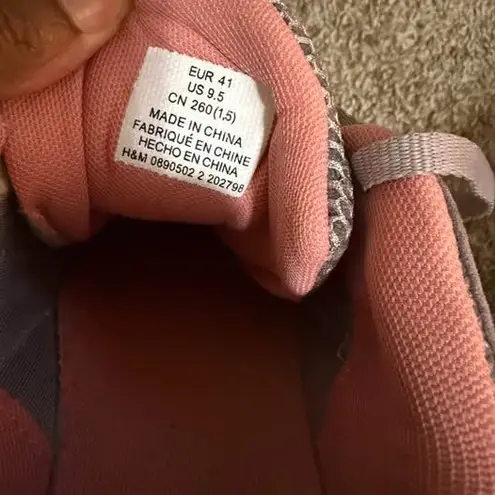 EUR 41
US 9.5
CN 260(1.5)
MADE IN CHINA
FABRIQUÉ EN CHINE
HECHO EN CHINA
H&M 0690502 2 202798